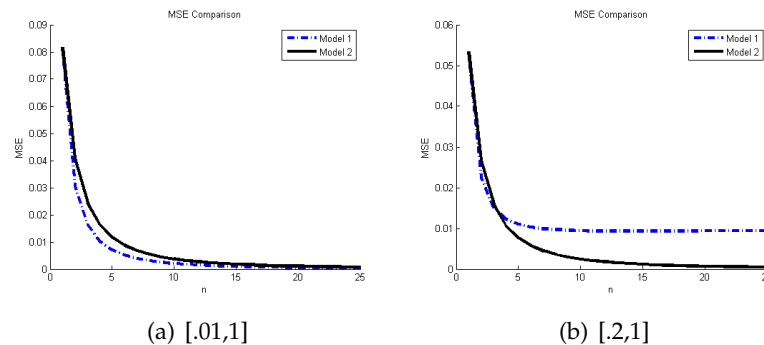 MSE Comparison
0.09
0.08
0.07
0.06
0.05
0.04
0.03
0.02
0.01
0
MSE
Model 1
Model 2
0 5 10 15 20 25
n
(a) [.01,1]
MSE Comparison
0.06
0.05
0.04
0.03
0.02
0.01
0
MSE
Model 1
Model 2
0 5 10 15 20 25
n
(b) [.2,1]